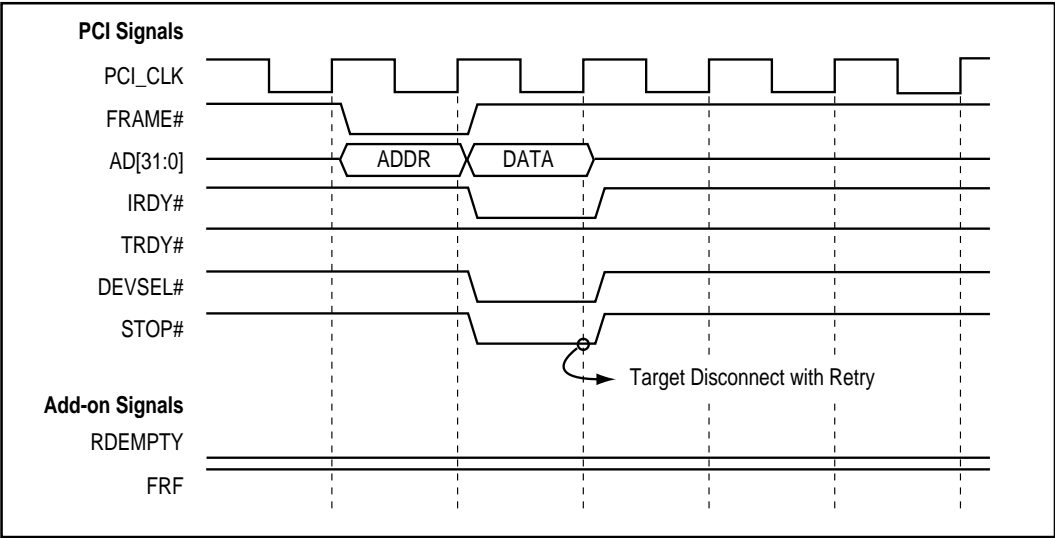 PCI Signals
PCI_CLK
FRAME#
AD[31:0] ADDR DATA
IRDY#
TRDY#
DEVSEL#
STOP#
Target Disconnect with Retry
Add-on Signals
RDEMPTY
FRF